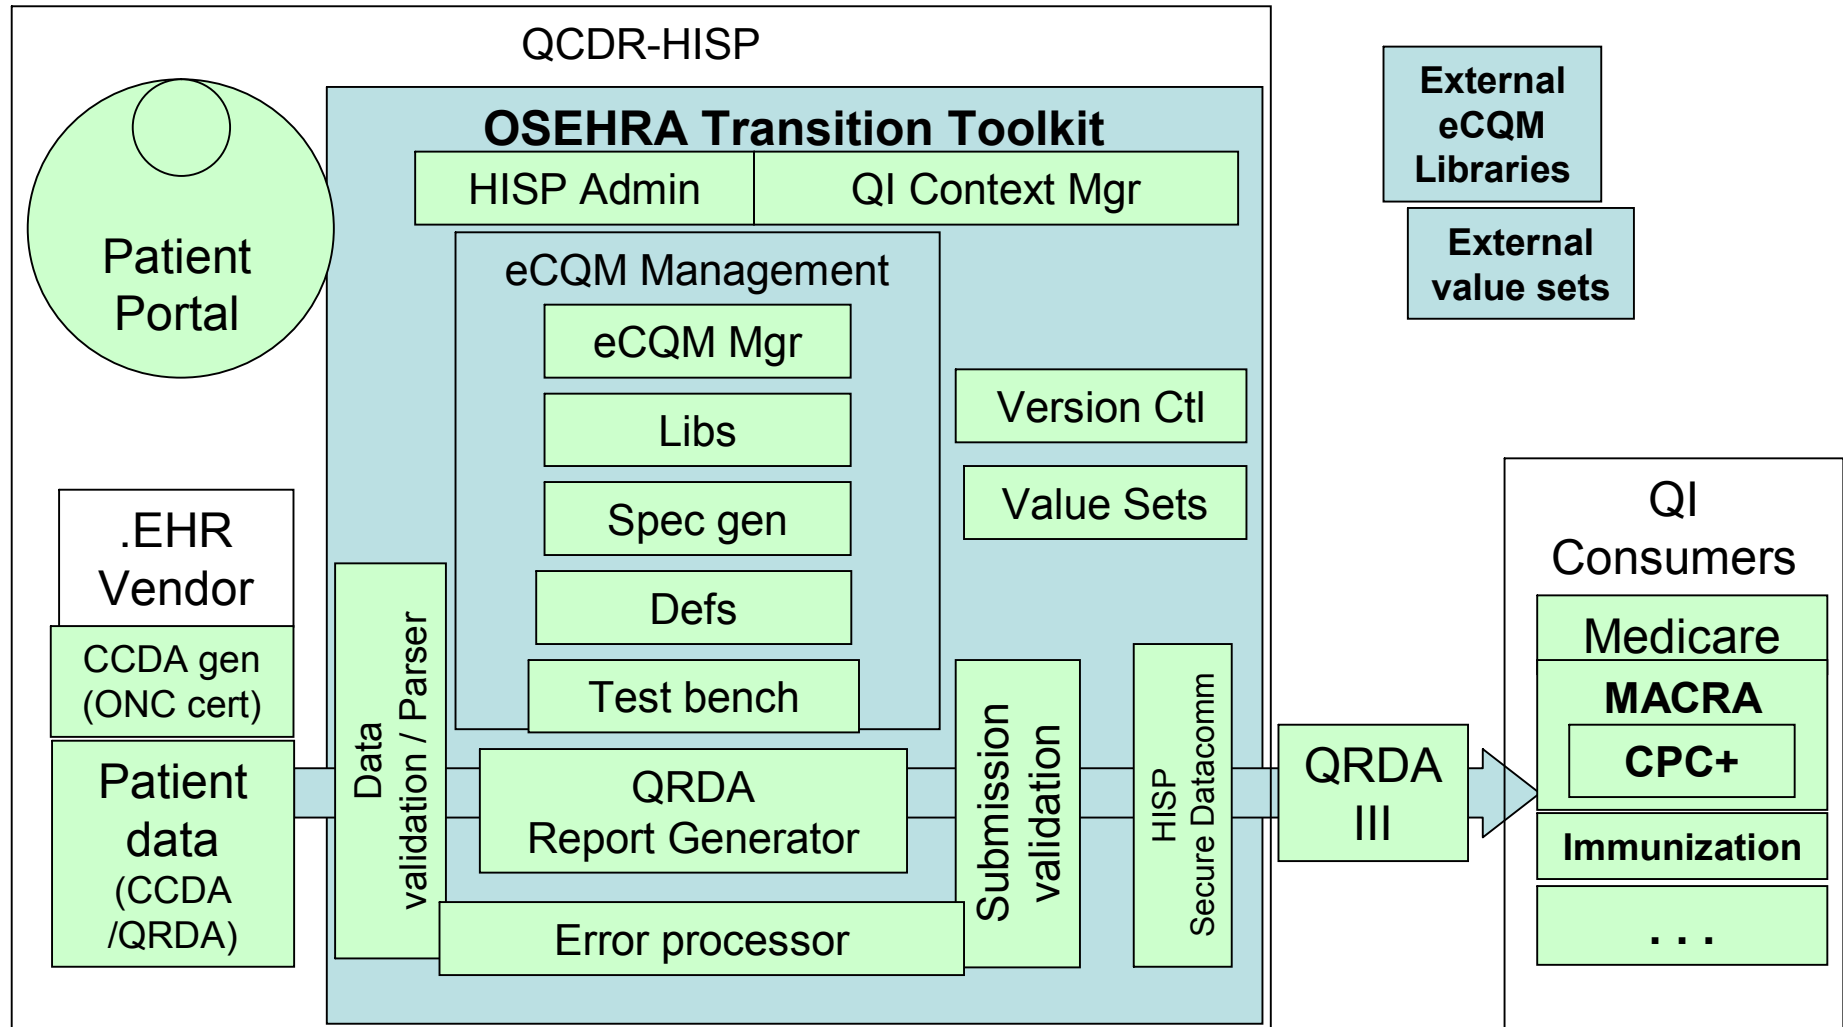 QCDR-HISP
Patient
Portal
OSEHRA Transition Toolkit
HISP Admin
QI Context Mgr
eCQM Management
eCQM Mgr
Libs
Spec gen
Defs
Test bench
Version Ctl
Value Sets
External
eCQM
Libraries
External
value sets
.EHR
Vendor
CCDA gen
(ONC cert)
Patient
data
(CCDA
/QRDA)
Data
validation / Parser
QRDA
Report Generator
Error processor
Submission
validation
HISP
Secure Datacomm
QRDA
III
QI
Consumers
Medicare
MACRA
CPC+
Immunization
. . .